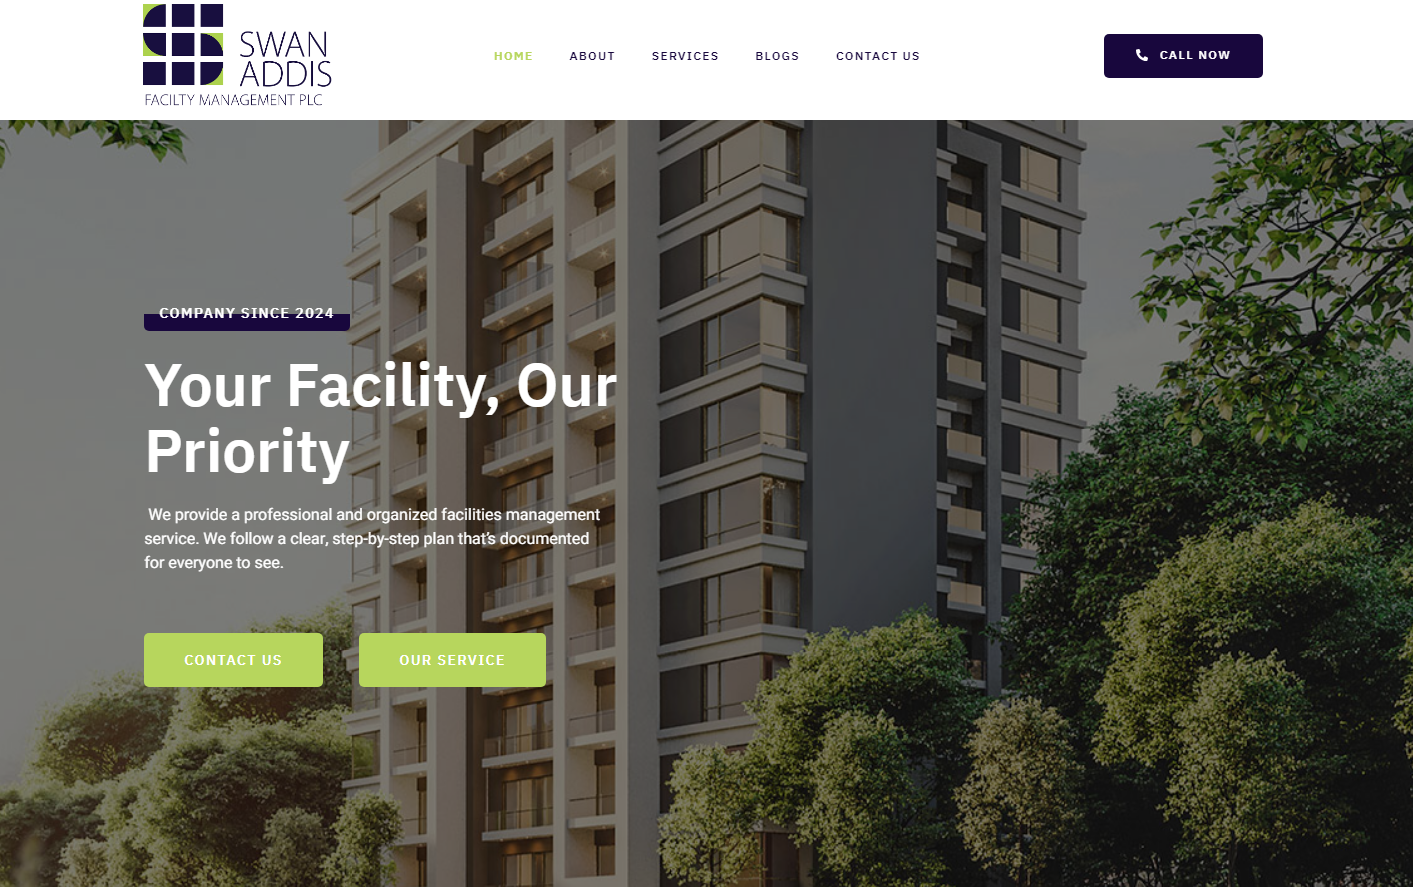 SWAN
ADDIS
FACILTY MANAGEMENT PLC
HOME
ABOUT
SERVICES
BLOGS
CONTACT US
CALL NOW
COMPANY SINCE 2024
Your Facility, Our
Priority
We provide a professional and organized facilities management
service. We follow a clear, step-by-step plan that's documented
for everyone to see.
CONTACT US
OUR SERVICE